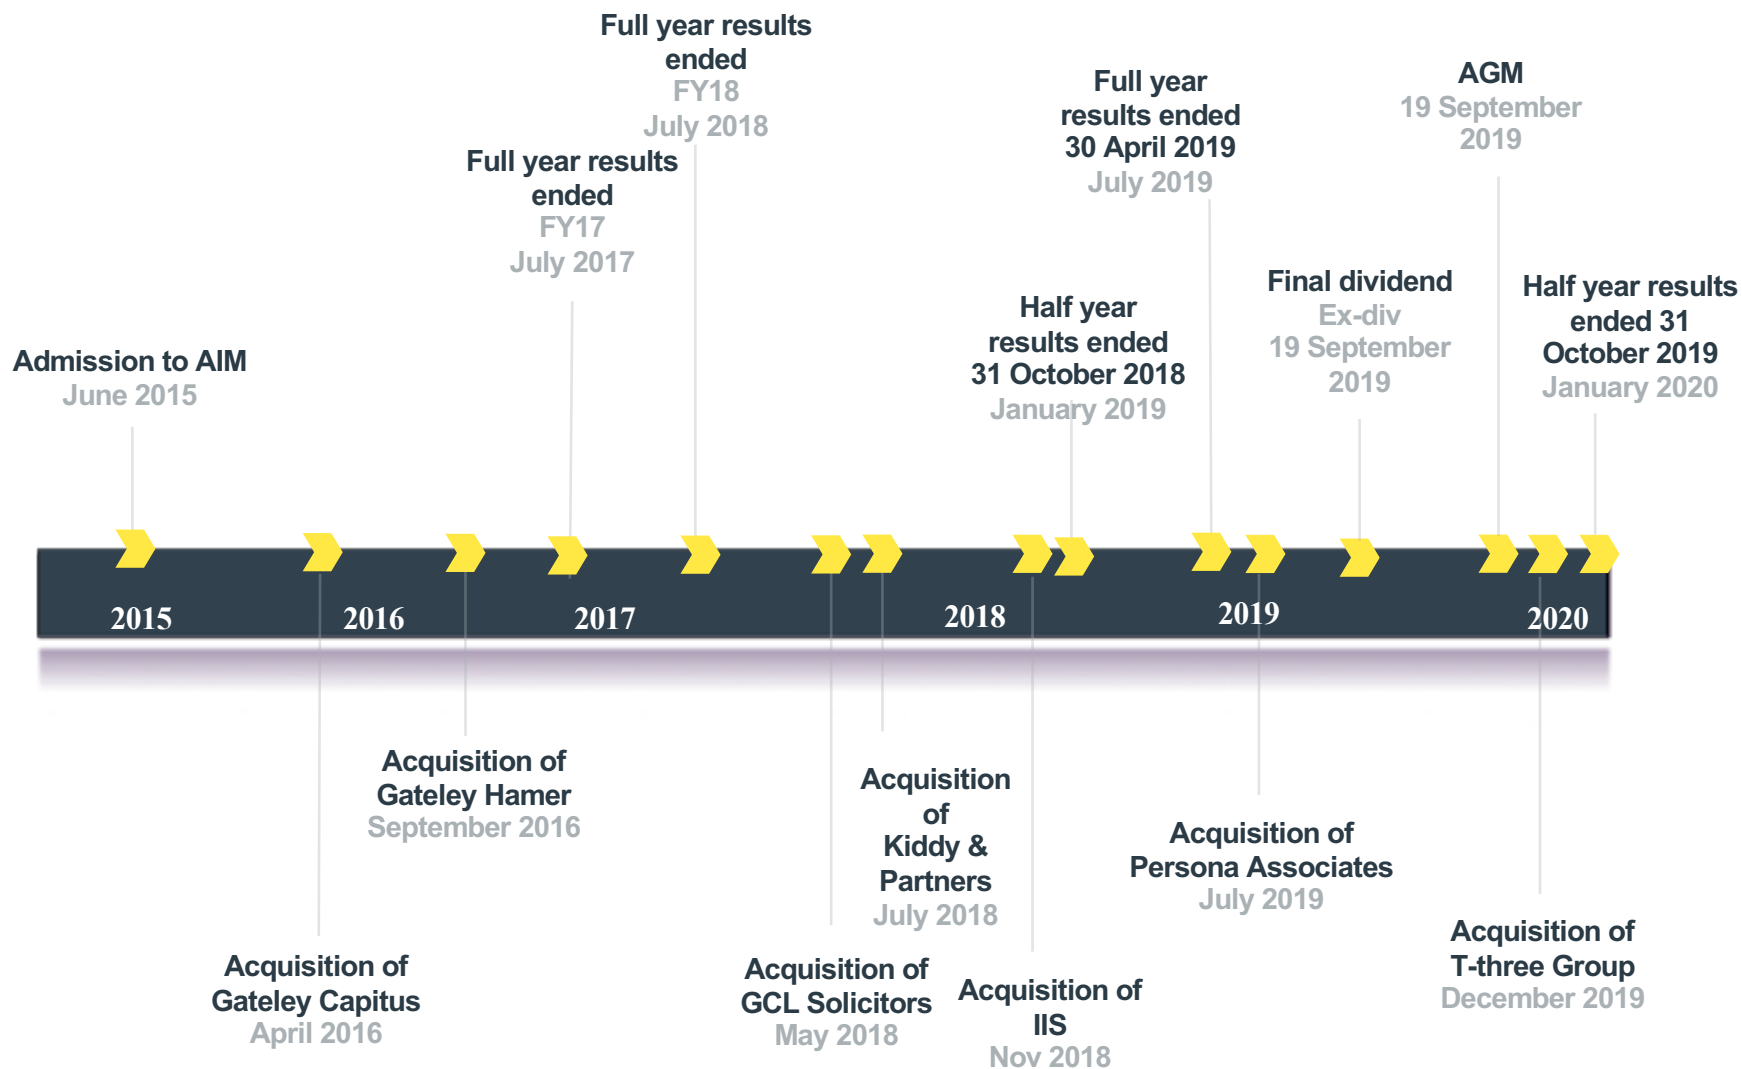 Full year results
ended
FY18
July 2018
Full year results
ended
FY17
July 2017
Full year
results ended
30 April 2019
July 2019
AGM
19 September
2019
Admission to AIM
June 2015
Half year
results ended
31 October 2018
January 2019
Final dividend
Ex-div
19 September
2019
Half year results
ended 31
October 2019
January 2020
2015
2016
2017
2018
2019
2020
Acquisition of
Gateley Capitus
April 2016
Acquisition of
Gateley Hamer
September 2016
Acquisition of
GCL Solicitors
May 2018
Acquisition
of
Kiddy &
Partners
July 2018
Acquisition of
IIS
Nov 2018
Acquisition of
Persona Associates
July 2019
Acquisition of
T-three Group
December 2019